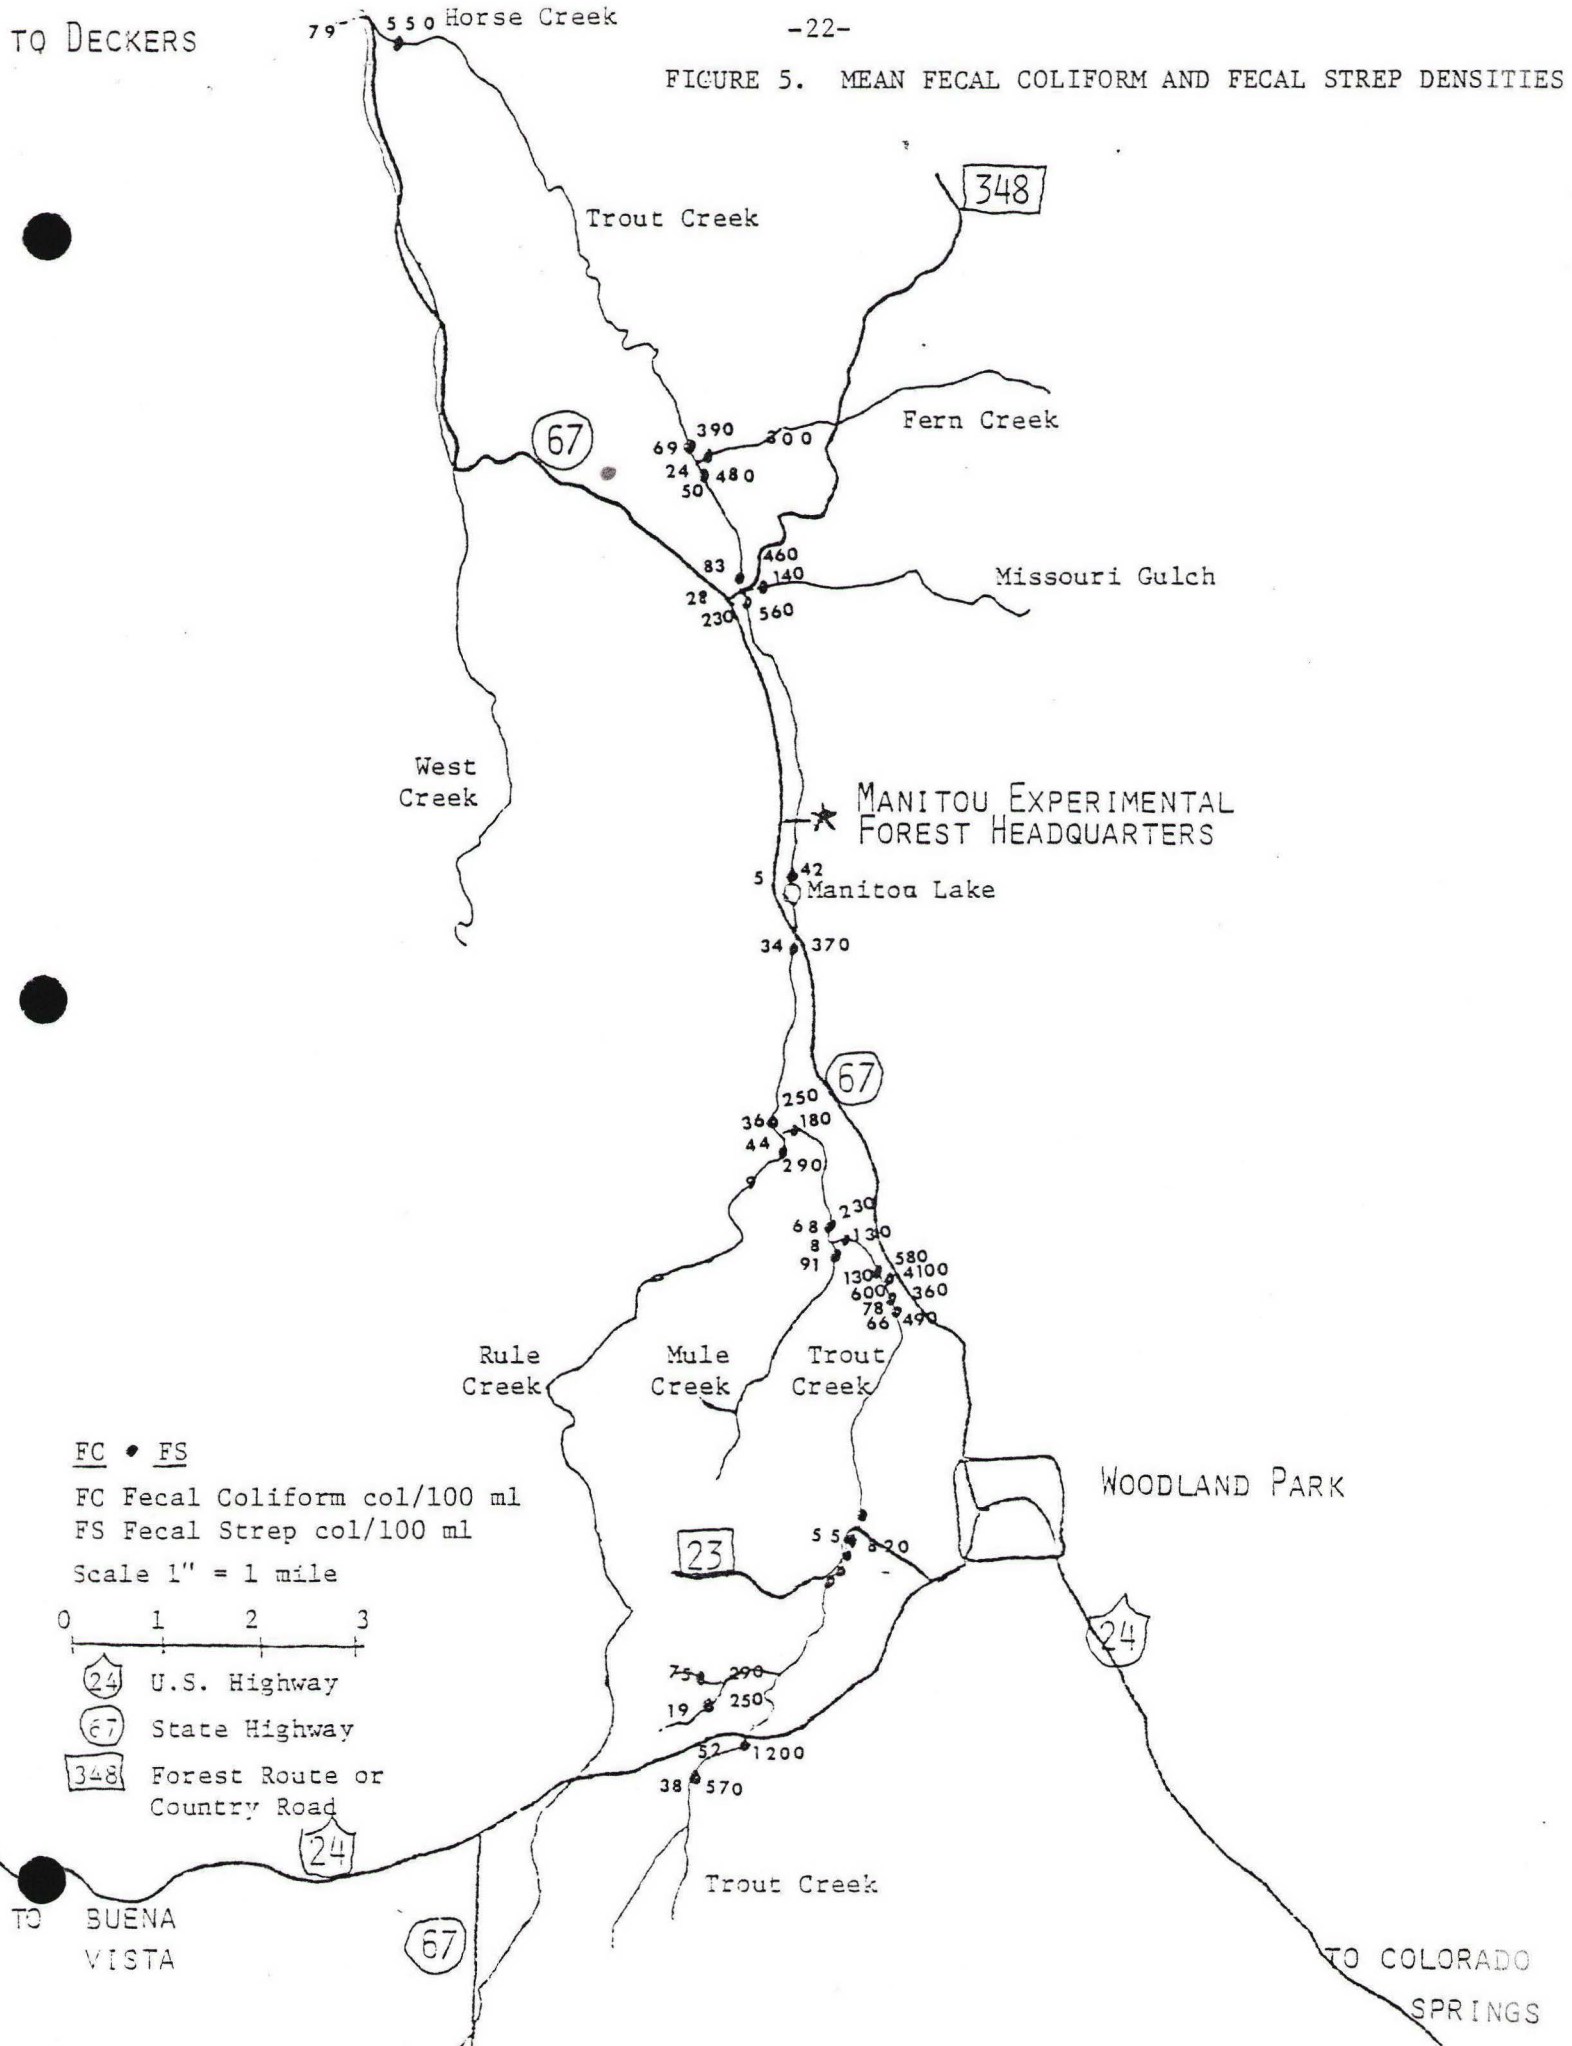 -22-
FIGURE 5. MEAN FECAL COLIFORM AND FECAL STREP DENSITIES
TO DECKERS
79 550 Horse Creek
348
Trout Creek
Fern Creek
67
390
69 300
24 480
50
460
83 140
28
230 560
Missouri Gulch
West
Creek
MANITOU EXPERIMENTAL
FOREST HEADQUARTERS
5 42
Manitou Lake
34 370
67
250
36 180
44
290
9
230
68 130
8
91
580
130 4100
600 360
78
66 490
Rule
Creek
Mule
Creek
Trout
Creek
FC • FS
FC Fecal Coliform col/100 ml
FS Fecal Strep col/100 ml
Scale 1" = 1 mile
0 1 2 3
24 U.S. Highway
67 State Highway
348 Forest Route or
Country Road
WOODLAND PARK
55 820
23
24
75 290
19 250
52 1200
38 570
24
Trout Creek
TO BUENA
VISTA
67
TO COLORADO
SPRINGS